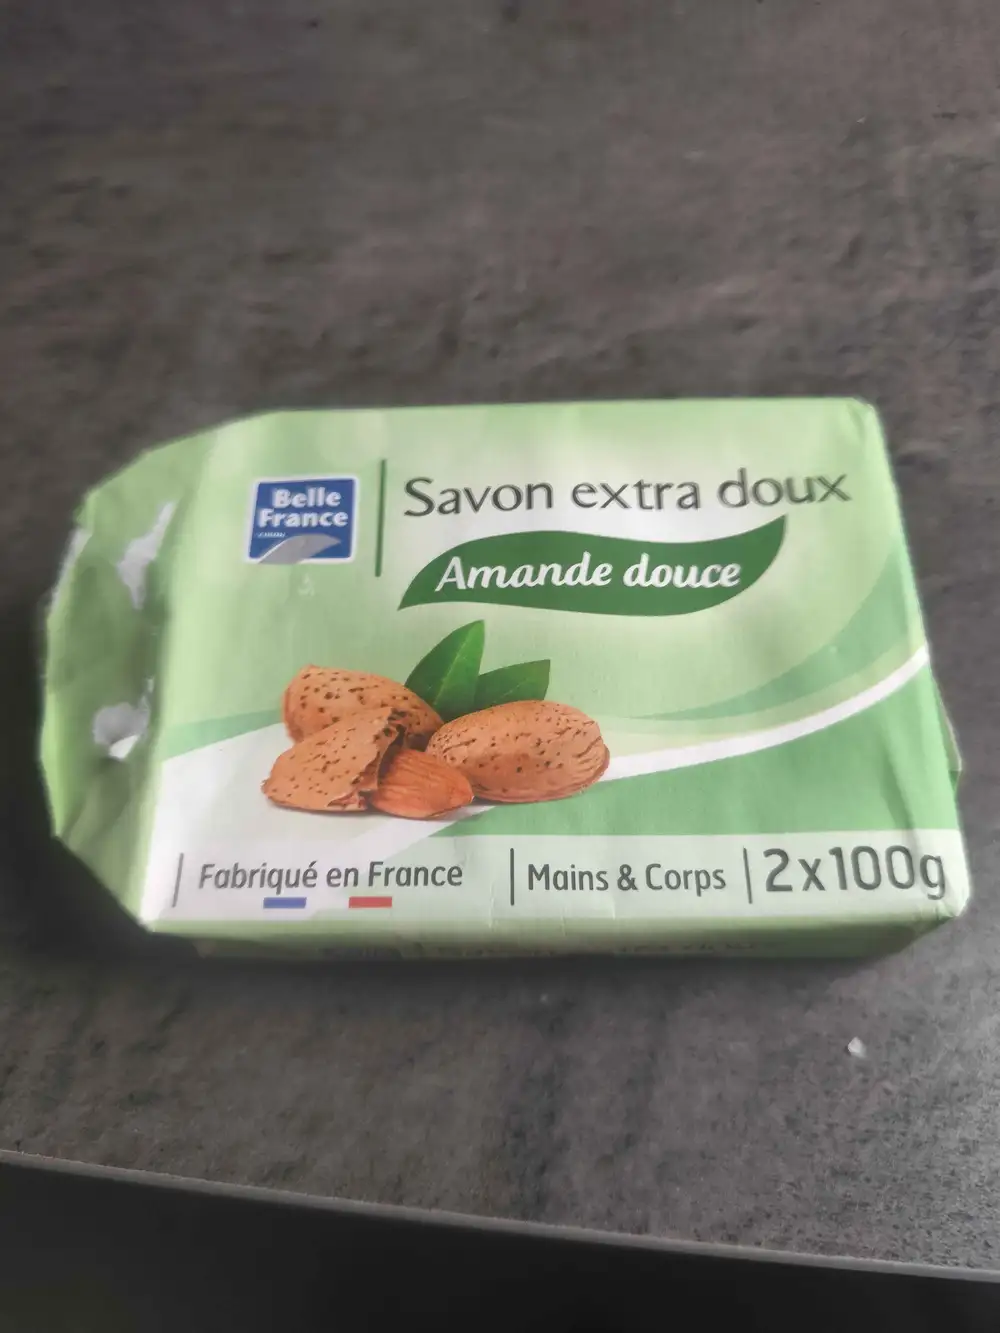 Belle
France
Savon extra doux
Amande douce
Fabriqué en France
Mains & Corps
2x100g